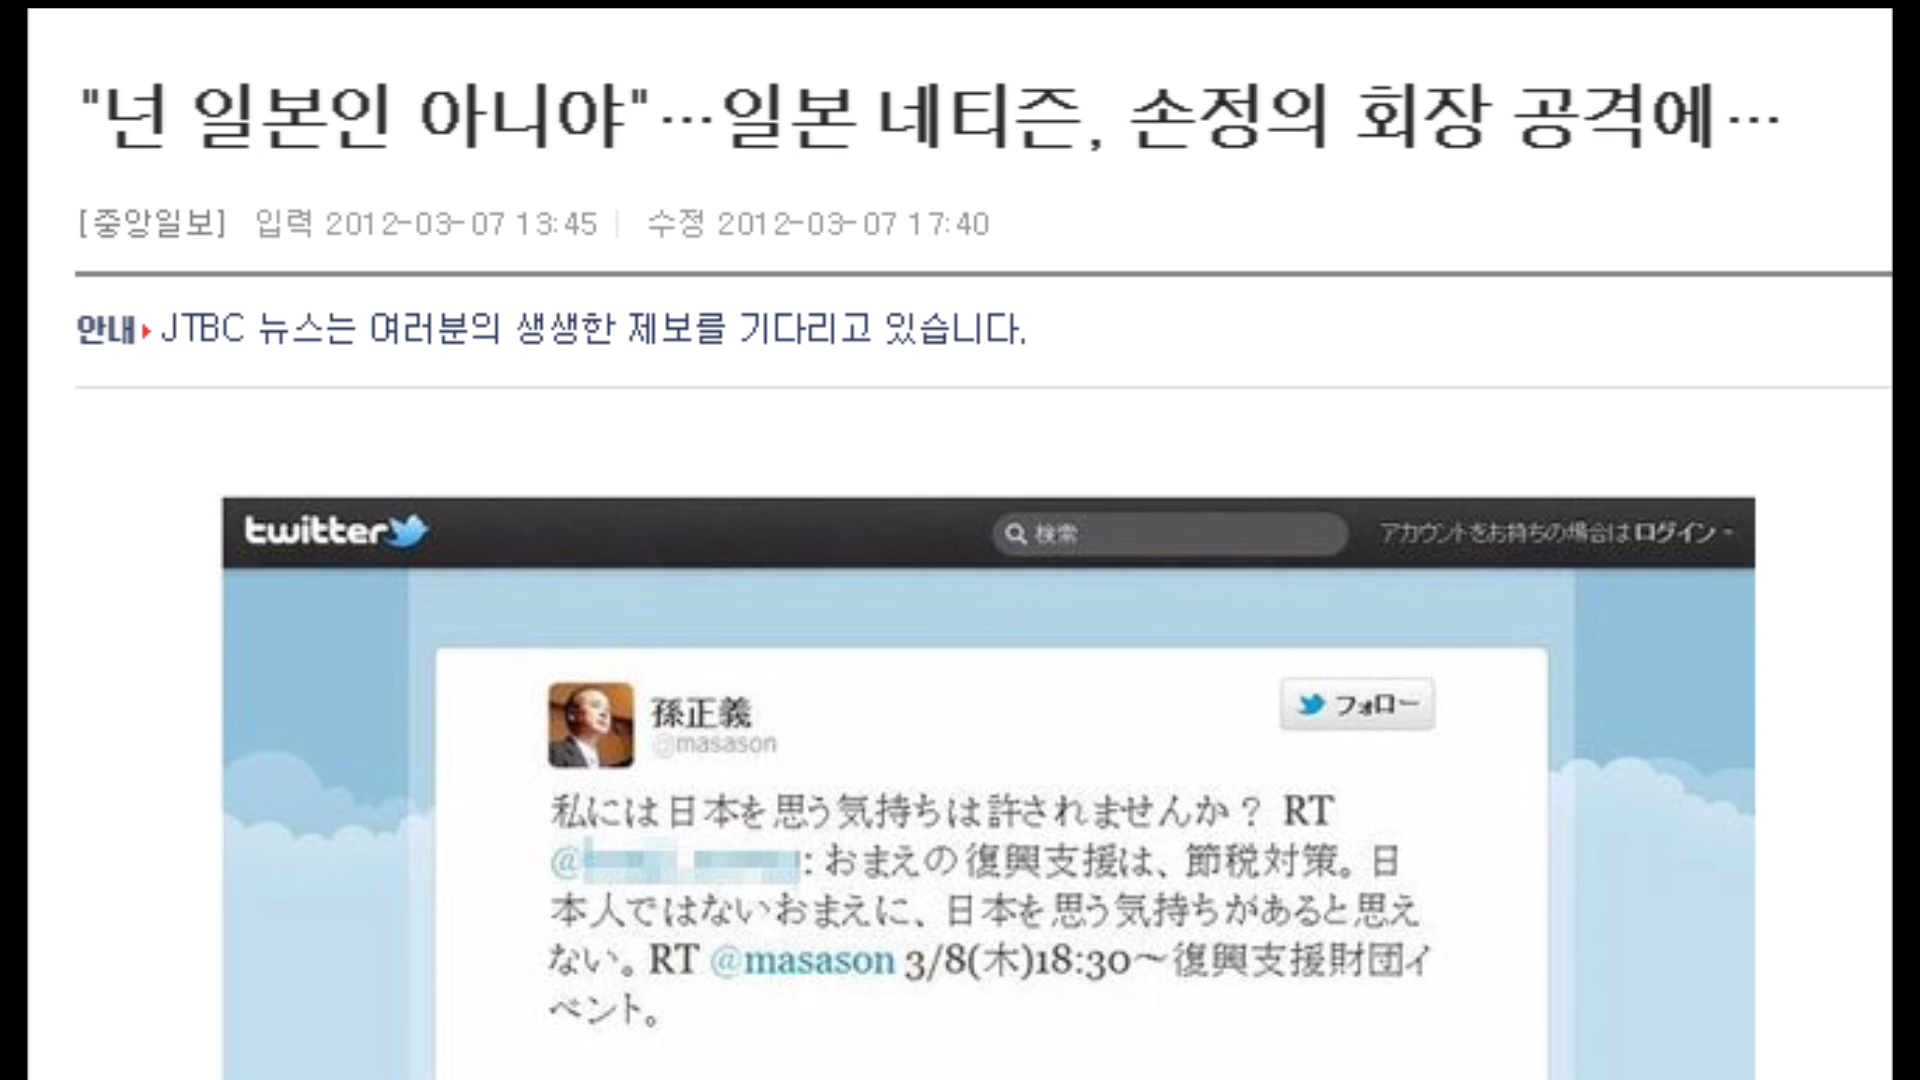 "넌 일본인 아니야"…일본 네티즌, 손정의 회장 공격에…
[중앙일보] 입력 2012-03-07 13:45 수정 2012-03-07 17:40
안내 JTBC 뉴스는 여러분의 생생한 제보를 기다리고 있습니다.
twitter 検索 アカウントをお持ちの場合はログイン
孫正義 フォロー
@masason
私には日本を思う気持ちは許されませんか？ RT
@ : おまえの復興支援は、節税対策。日
本人ではないおまえに、日本を思う気持ちがあると思え
ない。RT @masason 3/8(木)18:30〜復興支援財団イ
ベント。